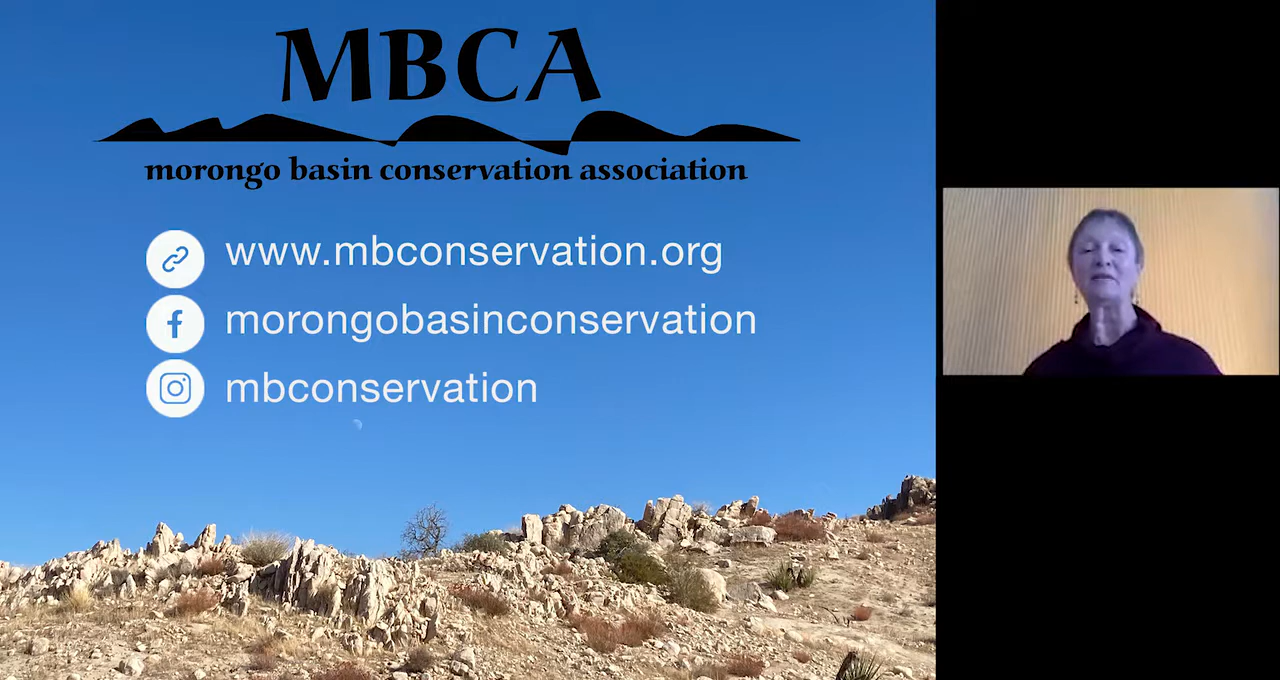 MBCA
morongo basin conservation association
www.mbconservation.org
morongobasinconservation
mbconservation